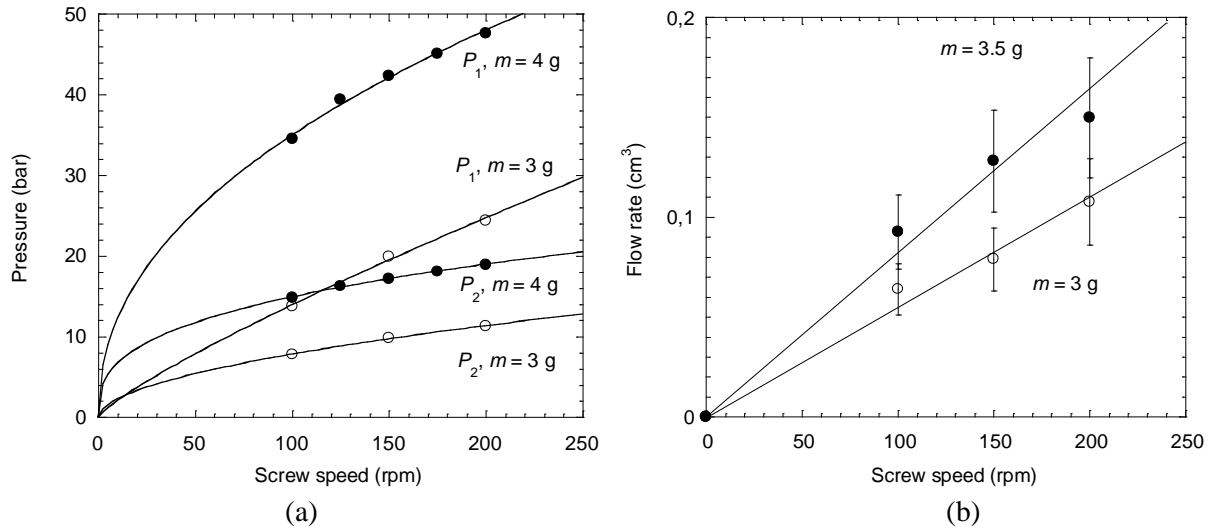 50
40
30
20
10
0
Pressure (bar)
P1, m = 4 g
P1, m = 3 g
P2, m = 4 g
P2, m = 3 g
0 50 100 150 200 250
Screw speed (rpm)
(a)
0,2
0,1
0
Flow rate (cm³)
m = 3.5 g
m = 3 g
0 50 100 150 200 250
Screw speed (rpm)
(b)